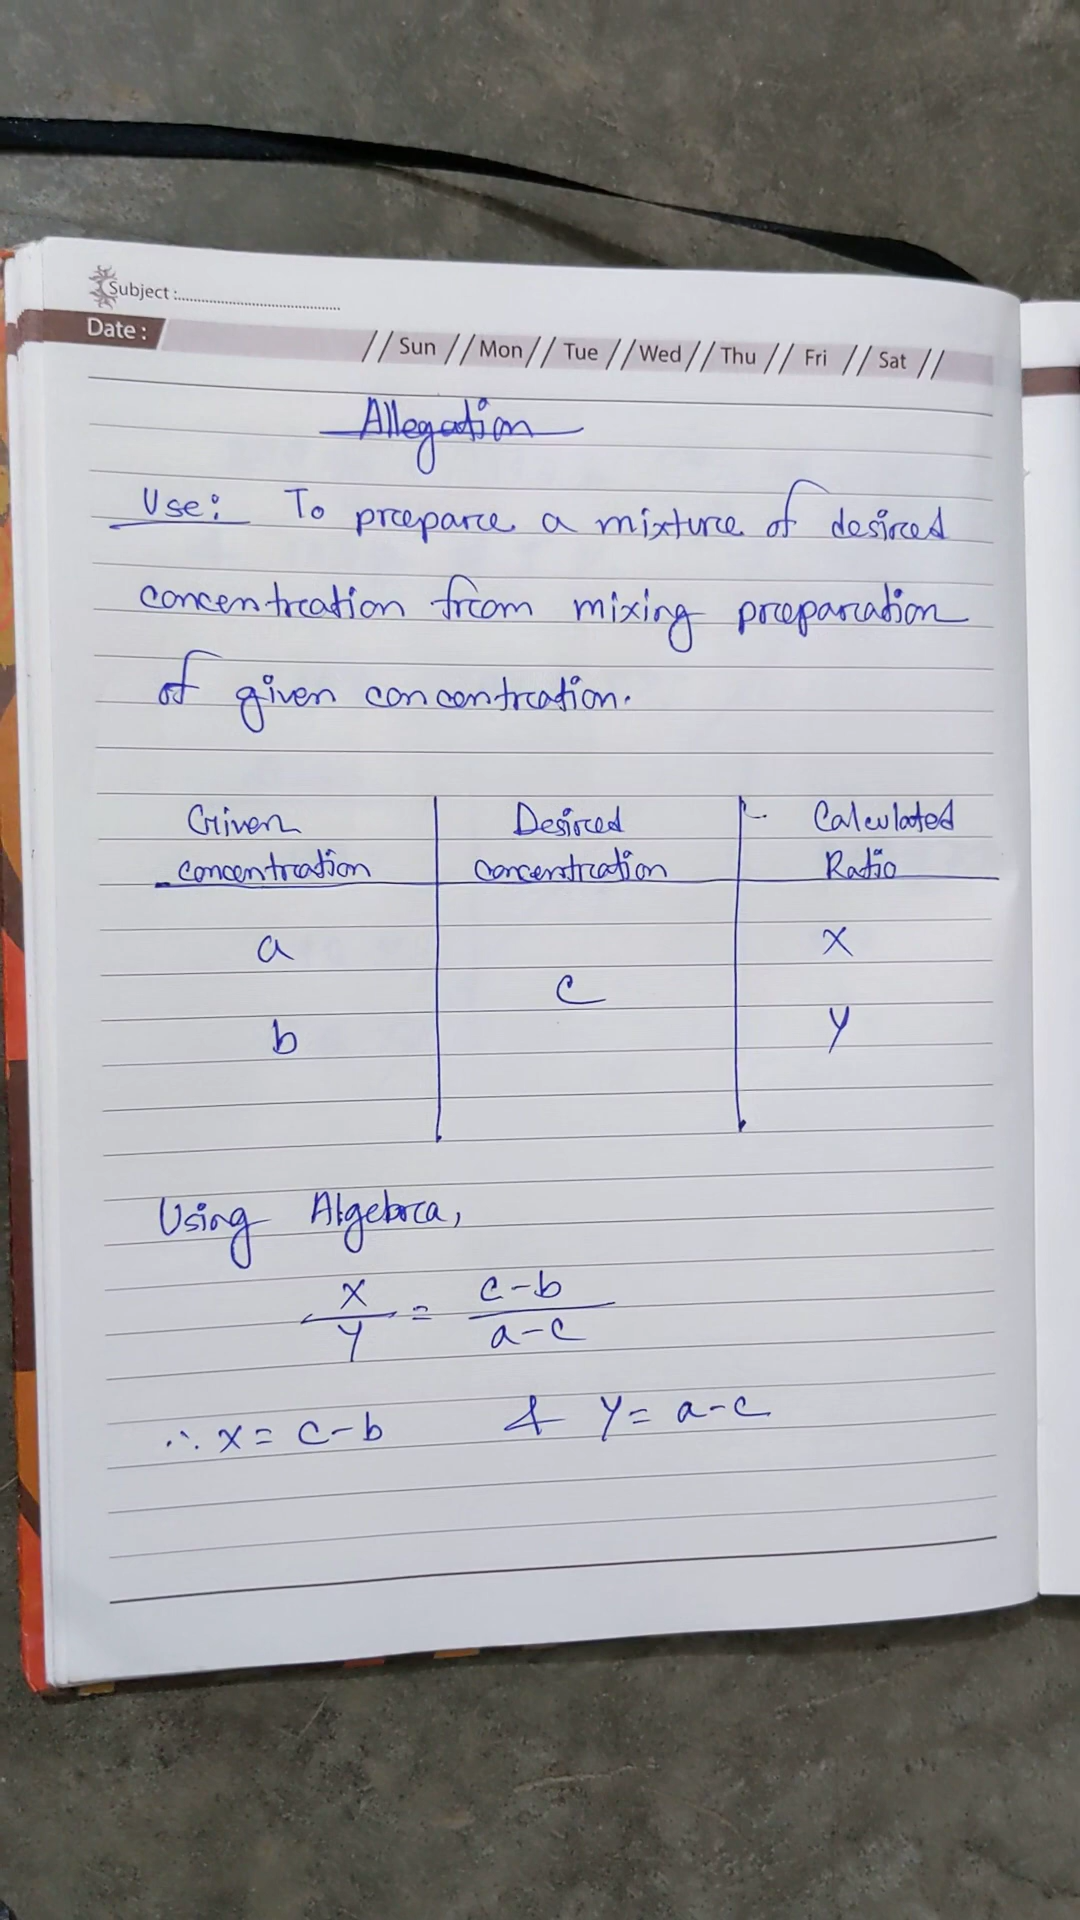 Subject :
Date :
// Sun // Mon // Tue // Wed // Thu // Fri // Sat //
Allegation
Use: To prepare a mixture of desired
concentration from mixing preparation
of given concentration.
Given Desired Calculated
concentration concentration Ratio
a x
c
b y
Using Algebra,
x/y = c-b/a-c
∴ x = c-b & y = a-c